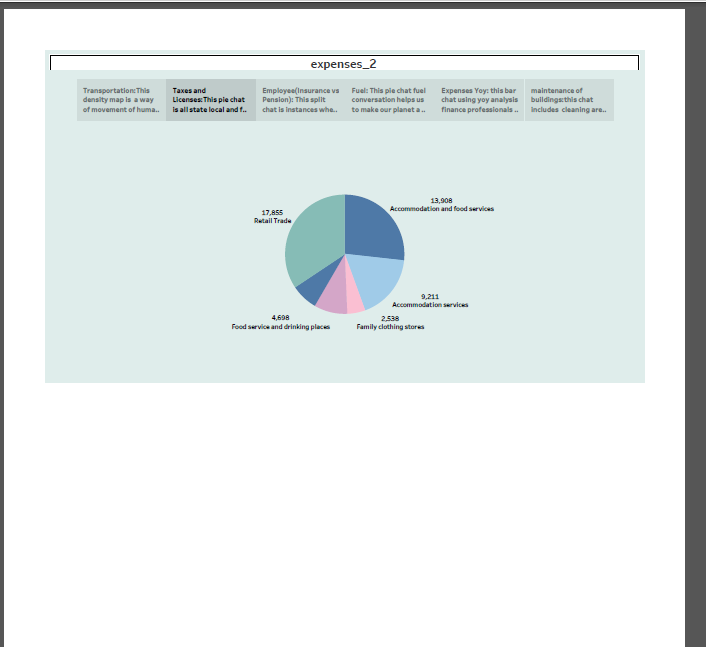 expenses_2
Transportation:This
density map is a way
of movement of huma..
Taxes and
Licenses:This pie chat
is all state local and f..
Employee(Insurance vs
Pension): This split
chat is instances whe..
Fuel: This pie chat fuel
conversation helps us
to make our planet a ..
Expenses Yoy: this bar
chat using yoy analysis
finance professionals ..
maintenance of
buildings:this chat
includes cleaning are..
13,908
Accommodation and food services
17,855
Retail Trade
9,211
Accommodation services
4,698
Food service and drinking places
2,538
Family clothing stores